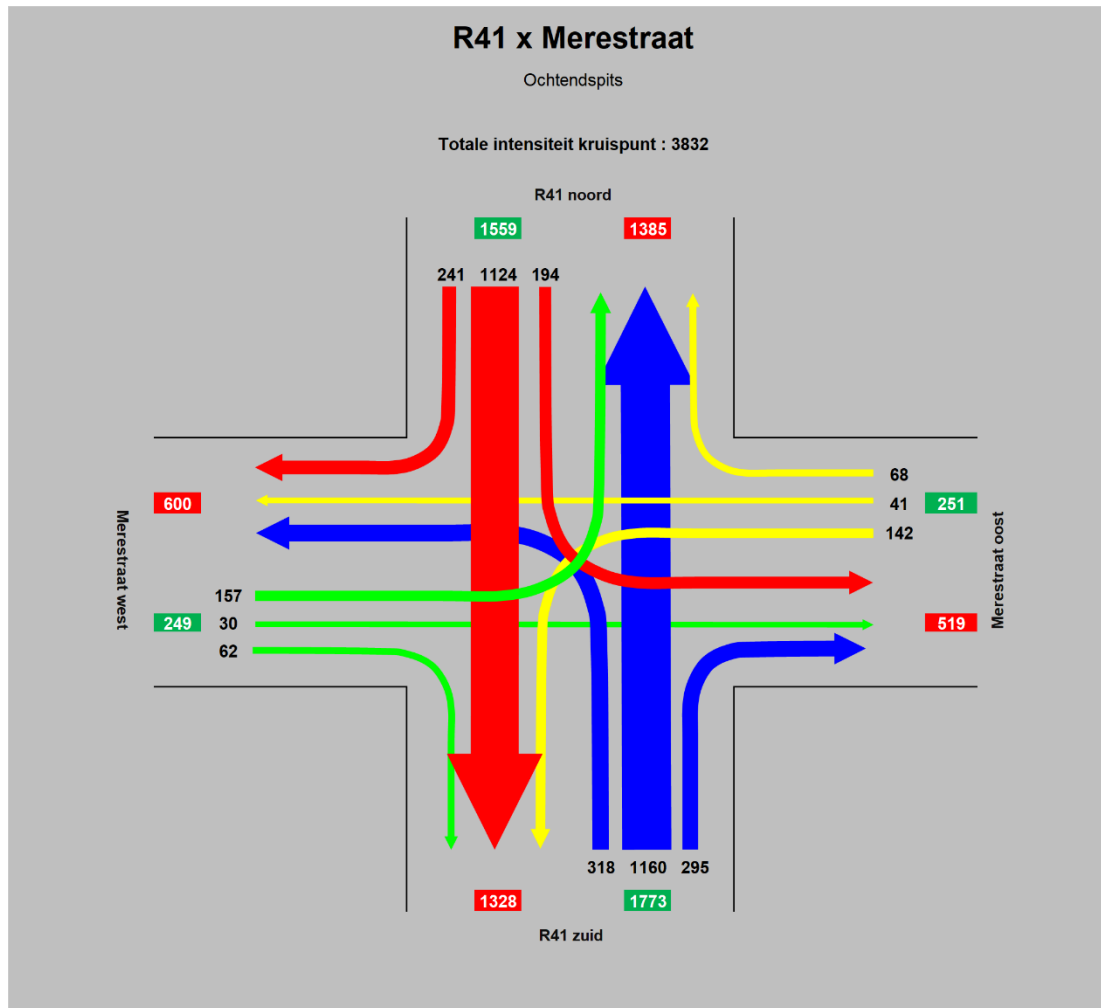 R41 x Merestraat
Ochtendspits
Totale intensiteit kruispunt : 3832
R41 noord
1559 1385
241 1124 194
68
600 41 251
142
Merestraat west
Merestraat oost
157
249 30 519
62
318 1160 295
1328 1773
R41 zuid